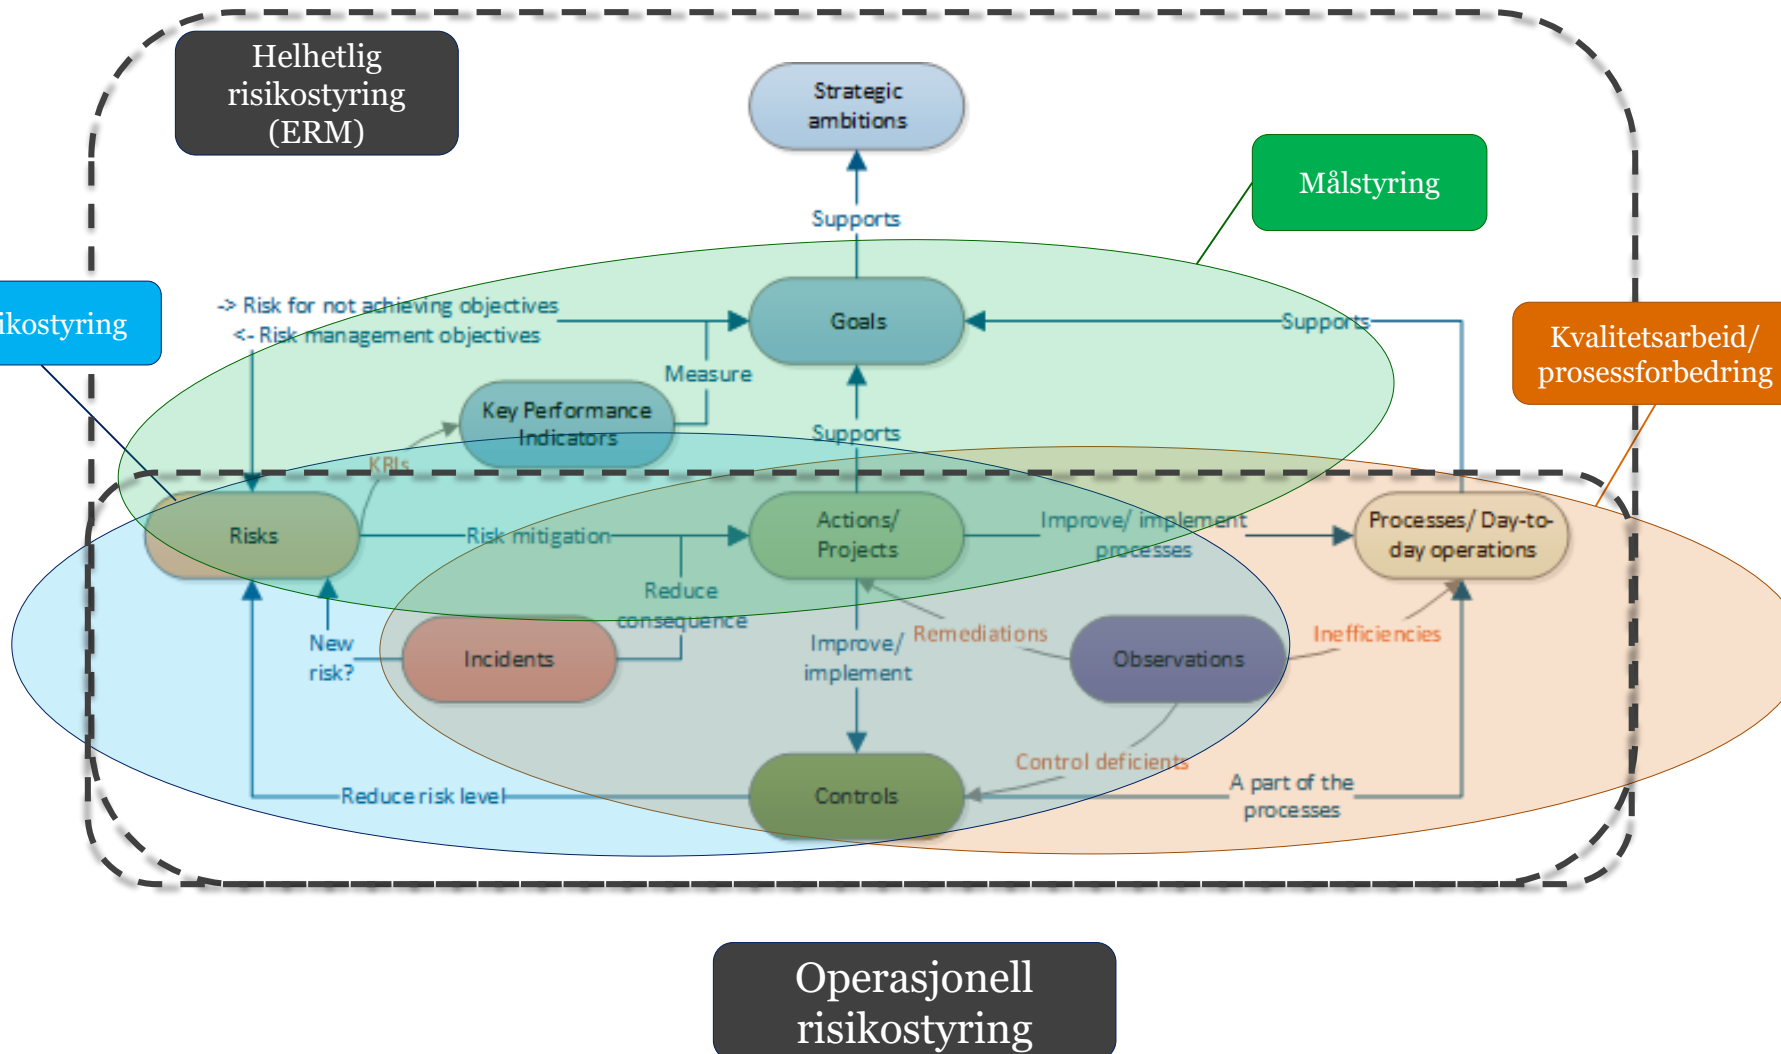 Helhetlig
risikostyring
(ERM)
Strategic
ambitions
Målstyring
Supports
-> Risk for not achieving objectives
<- Risk management objectives
Goals
Supports
ikostyring
Kvalitetsarbeid/
prosessforbedring
Measure
Key Performance
Indicators
Supports
KRIs
Risks
Risk mitigation
Actions/
Projects
Improve/ implement
processes
Processes/ Day-to-
day operations
Reduce
consequence
New
risk?
Incidents
Improve/
implement
Remediations
Observations
Inefficiencies
Control deficients
Reduce risk level
Controls
A part of the
processes
Operasjonell
risikostyring